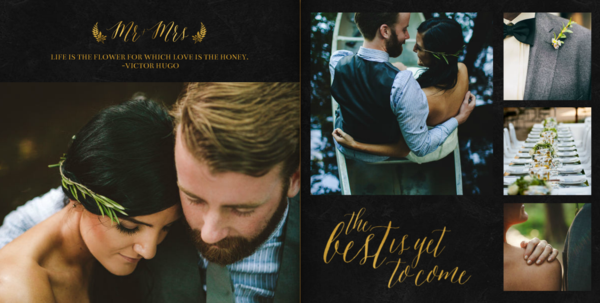 Mr Mrs
LIFE IS THE FLOWER FOR WHICH LOVE IS THE HONEY.
-VICTOR HUGO
the
best is yet
to come